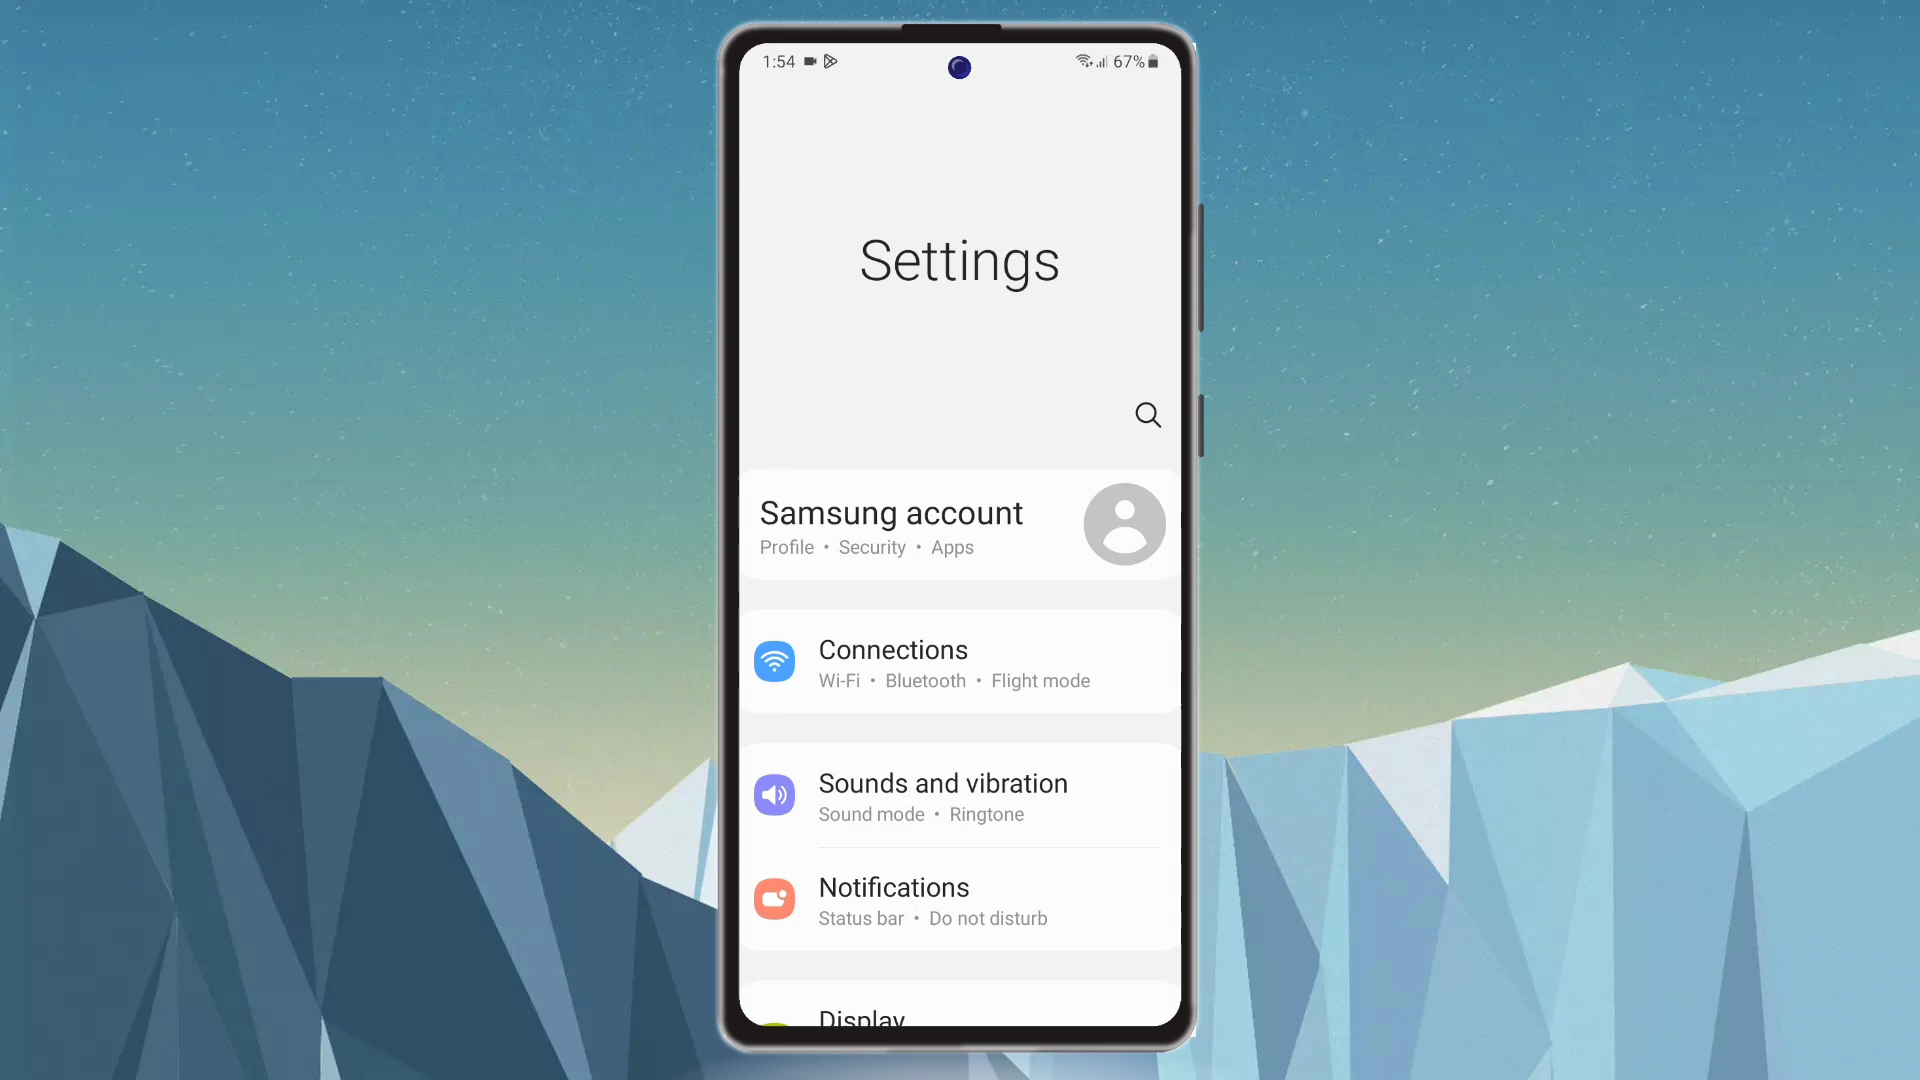 1:54 67%
Settings
Samsung account
Profile • Security • Apps
Connections
Wi-Fi • Bluetooth • Flight mode
Sounds and vibration
Sound mode • Ringtone
Notifications
Status bar • Do not disturb
Display